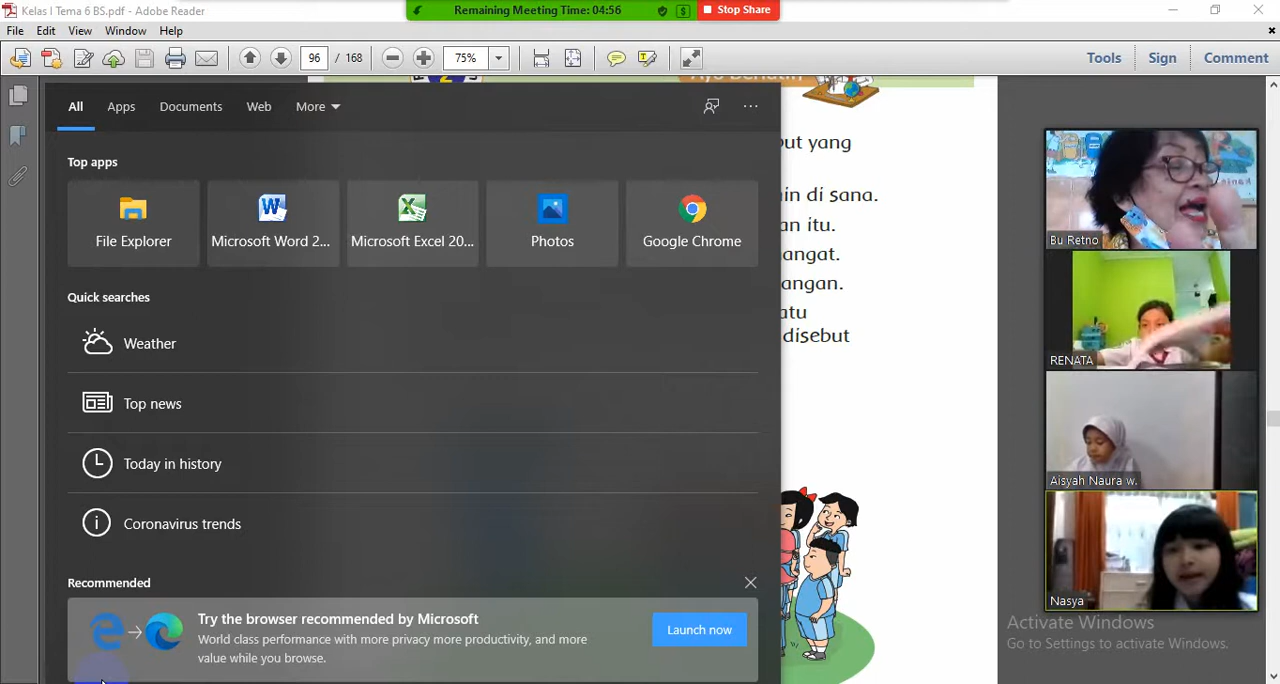 Kelas I Tema 6 BS.pdf - Adobe Reader
Remaining Meeting Time: 04:56
Stop Share
File Edit View Window Help
96 / 168
75%
Tools Sign Comment
Ayo Berlatih
All Apps Documents Web More
yang
Top apps
in di sana.
an itu.
angat.
angan.
atu
disebut
File Explorer
Microsoft Word 2...
Microsoft Excel 20...
Photos
Google Chrome
Quick searches
Weather
Top news
Today in history
Coronavirus trends
Recommended
Try the browser recommended by Microsoft
World class performance with more privacy more productivity, and more
value while you browse.
Launch now
Bu Retno
RENATA
Aisyah Naura w.
Nasya
Activate Windows
Go to Settings to activate Windows.